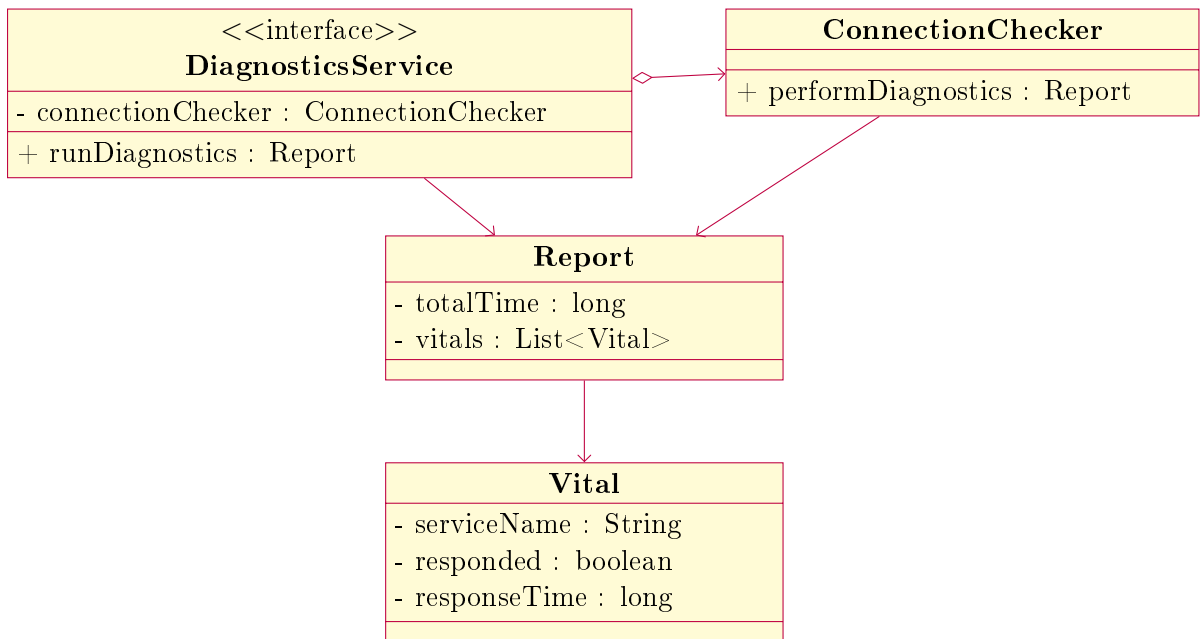 <<interface>>
DiagnosticsService
- connectionChecker : ConnectionChecker
+ runDiagnostics : Report
ConnectionChecker
+ performDiagnostics : Report
Report
- totalTime : long
- vitals : List<Vital>
Vital
- serviceName : String
- responded : boolean
- responseTime : long